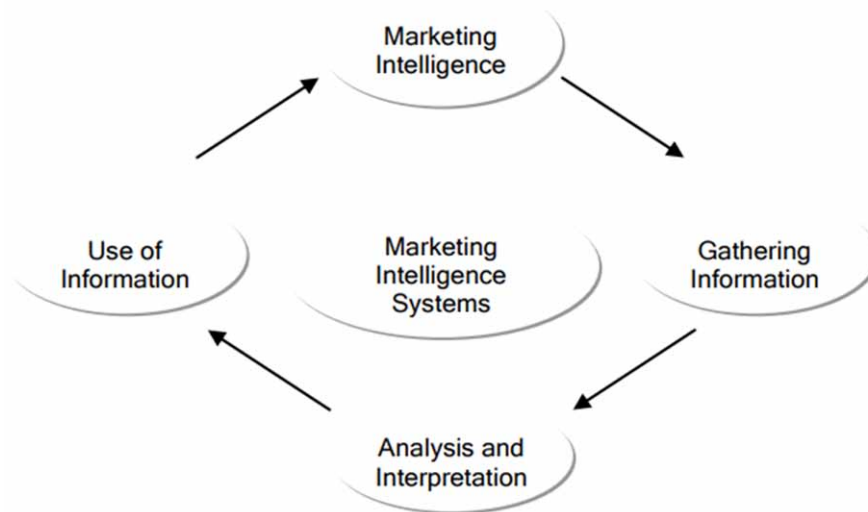 Marketing
Intelligence
Use of
Information
Marketing
Intelligence
Systems
Gathering
Information
Analysis and
Interpretation